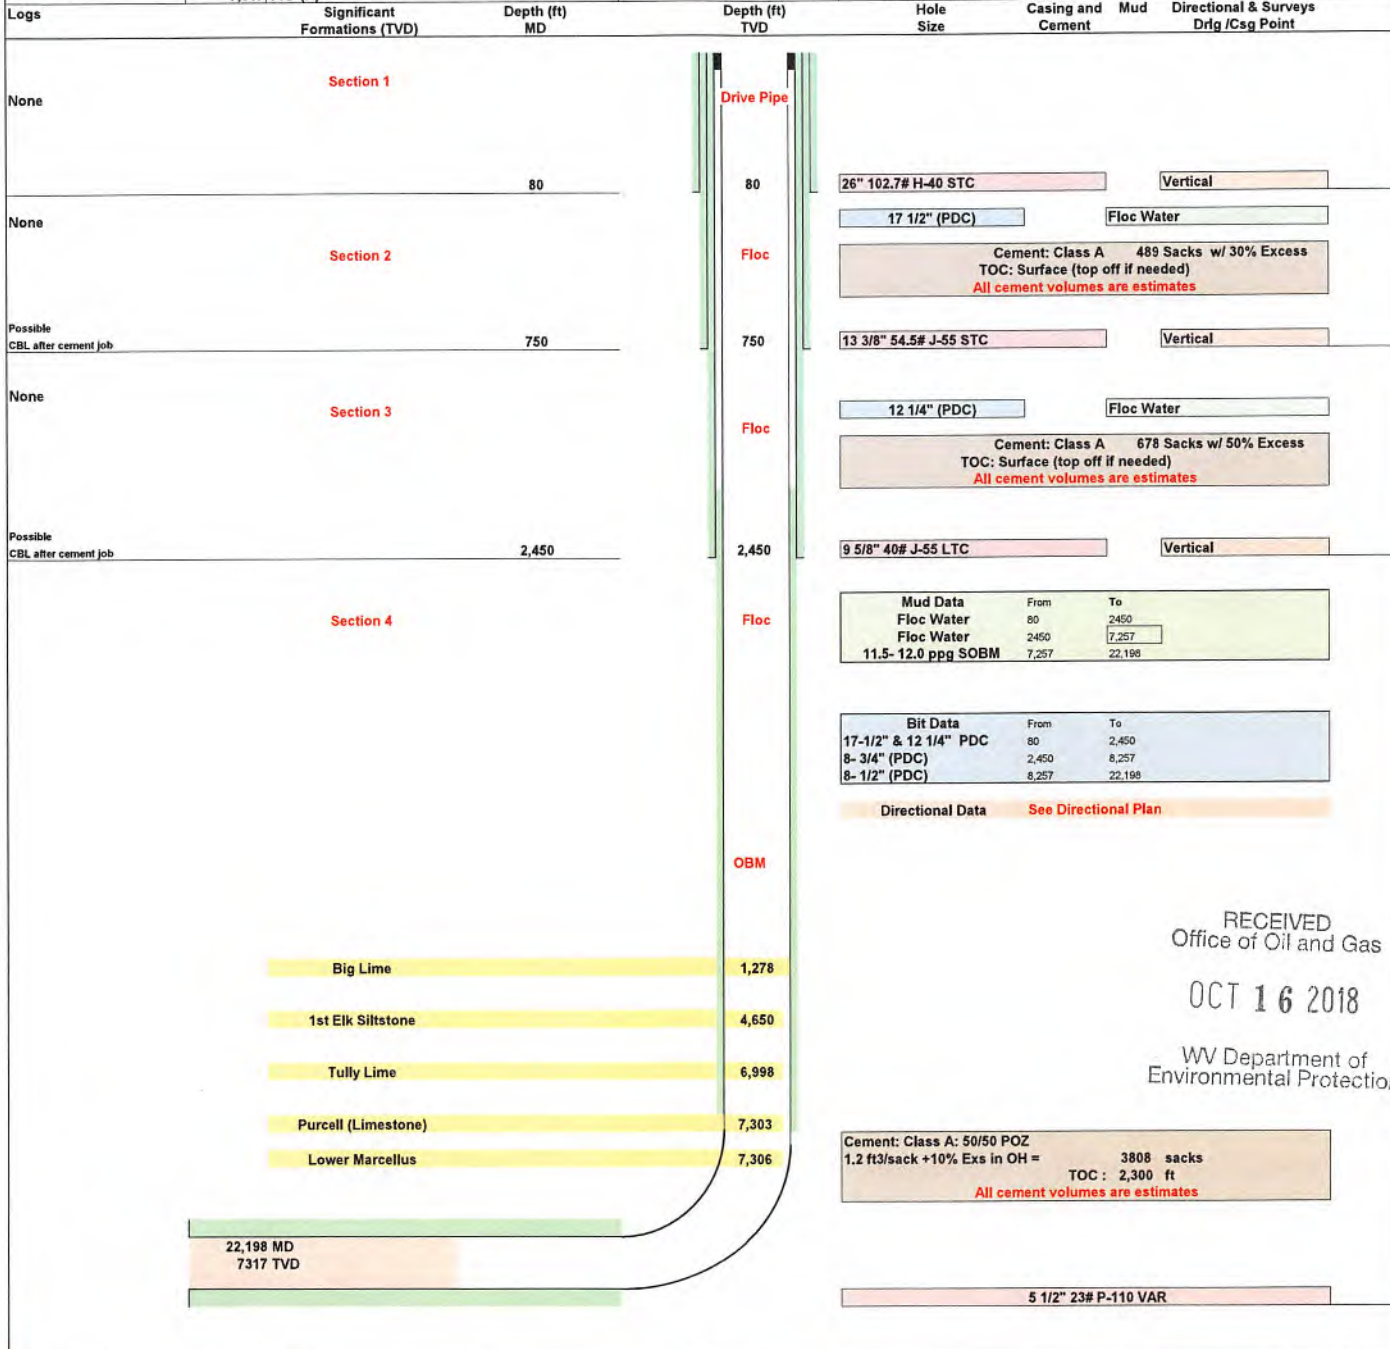 Logs Significant Depth (ft) Depth (ft) Hole Casing and Mud Directional & Surveys
Formations (TVD) MD TVD Size Cement Drlg /Csg Point
Section 1
None
Drive Pipe
80 80 26" 102.7# H-40 STC Vertical
None 17 1/2" (PDC) Floc Water
Section 2 Floc Cement: Class A 489 Sacks w/ 30% Excess
TOC: Surface (top off if needed)
All cement volumes are estimates
Possible
CBL after cement job 750 750 13 3/8" 54.5# J-55 STC Vertical
None
Section 3 12 1/4" (PDC) Floc Water
Floc
Cement: Class A 678 Sacks w/ 50% Excess
TOC: Surface (top off if needed)
All cement volumes are estimates
Possible
CBL after cement job 2,450 2,450 9 5/8" 40# J-55 LTC Vertical
Mud Data From To
Section 4 Floc Floc Water 80 2450
Floc Water 2450 7,257
11.5- 12.0 ppg SOBM 7,257 22,198
Bit Data From To
17-1/2" & 12 1/4" PDC 80 2,450
8- 3/4" (PDC) 2,450 8,257
8- 1/2" (PDC) 8,257 22,198
Directional Data See Directional Plan
OBM
RECEIVED
Office of Oil and Gas
Big Lime 1,278
OCT 16 2018
1st Elk Siltstone 4,650
WV Department of
Environmental Protection
Tully Lime 6,998
Purcell (Limestone) 7,303
Cement: Class A: 50/50 POZ
Lower Marcellus 7,306 1.2 ft3/sack +10% Exs in OH = 3808 sacks
TOC : 2,300 ft
All cement volumes are estimates
22,198 MD
7317 TVD
5 1/2" 23# P-110 VAR